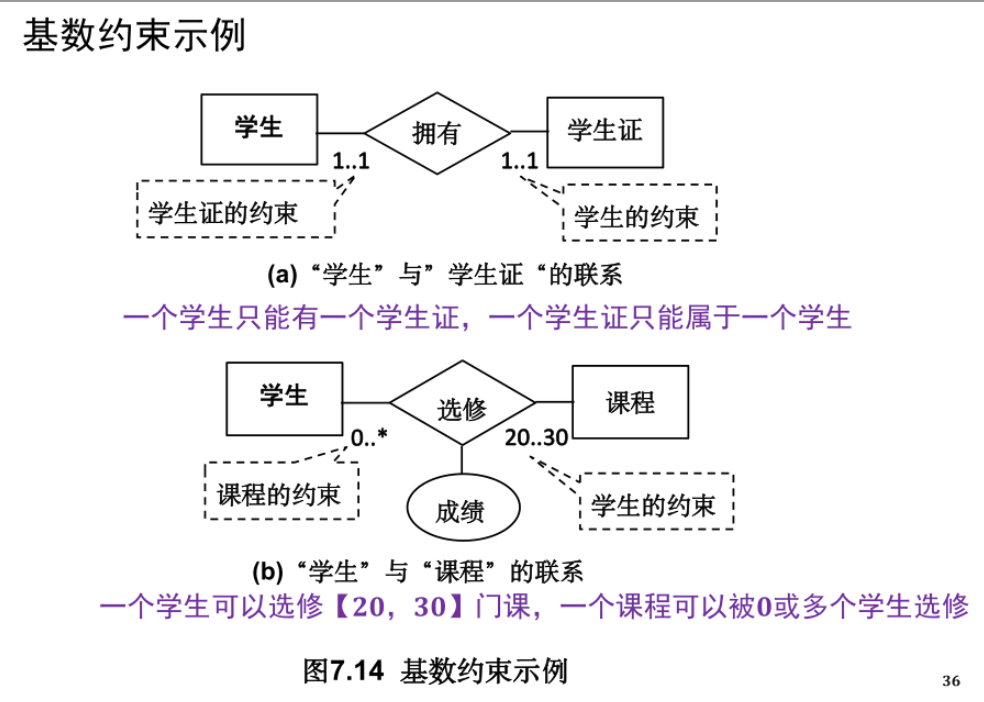 基数约束示例
学生
拥有
学生证
1..1
1..1
学生证的约束
学生的约束
(a)“学生”与”学生证“的联系
一个学生只能有一个学生证，一个学生证只能属于一个学生
学生
选修
课程
0..*
20..30
课程的约束
成绩
学生的约束
(b)“学生”与“课程”的联系
一个学生可以选修【20，30】门课，一个课程可以被0或多个学生选修
图7.14 基数约束示例
36